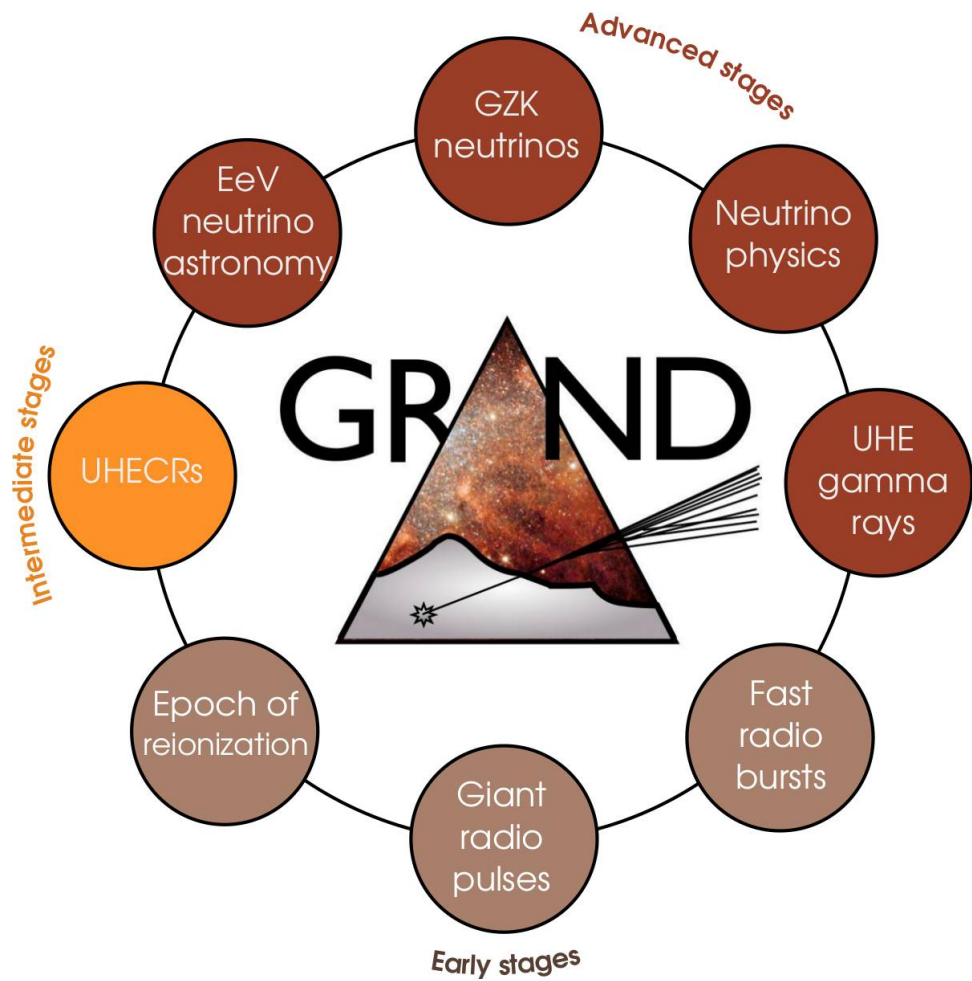 Advanced stages
GZK
neutrinos
EeV
neutrino
astronomy
Neutrino
physics
GRAND
Intermediate stages
UHECRs
UHE
gamma
rays
Epoch of
reionization
Fast
radio
bursts
Giant
radio
pulses
Early stages